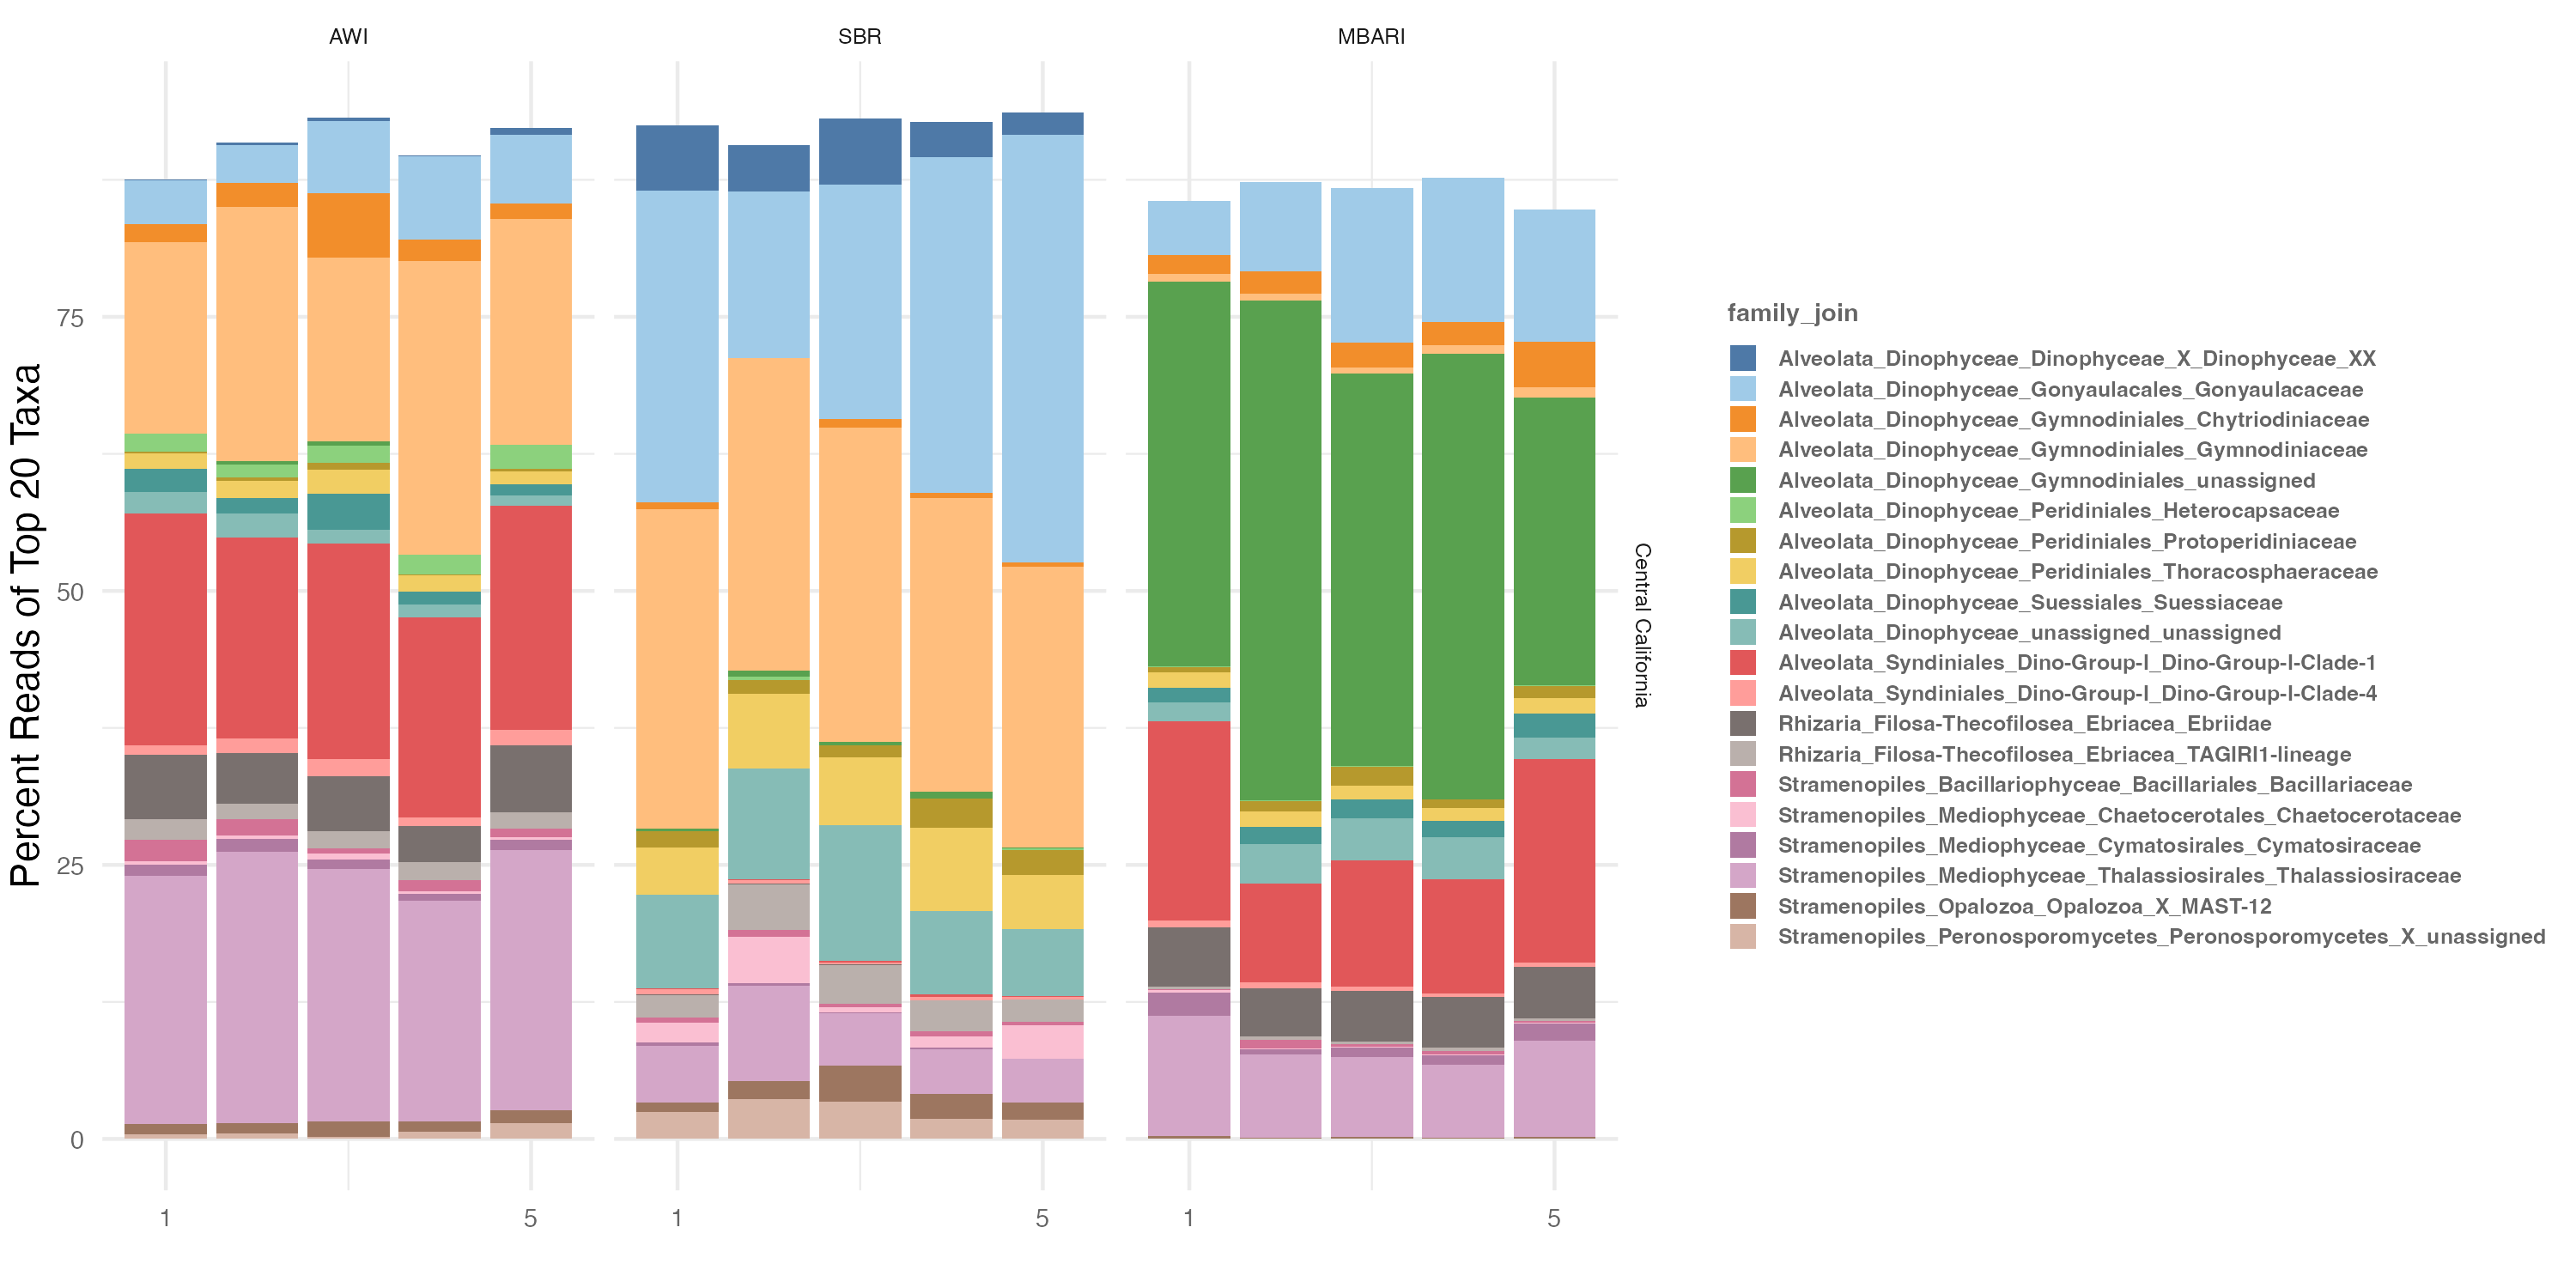 AWI
SBR
MBARI
Percent Reads of Top 20 Taxa
75
50
25
0
1
5
1
5
1
5
Central California
family_join
Alveolata_Dinophyceae_Dinophyceae_X_Dinophyceae_XX
Alveolata_Dinophyceae_Gonyaulacales_Gonyaulacaceae
Alveolata_Dinophyceae_Gymnodiniales_Chytriodiniaceae
Alveolata_Dinophyceae_Gymnodiniales_Gymnodiniaceae
Alveolata_Dinophyceae_Gymnodiniales_unassigned
Alveolata_Dinophyceae_Peridiniales_Heterocapsaceae
Alveolata_Dinophyceae_Peridiniales_Protoperidiniaceae
Alveolata_Dinophyceae_Peridiniales_Thoracosphaeraceae
Alveolata_Dinophyceae_Suessiales_Suessiaceae
Alveolata_Dinophyceae_unassigned_unassigned
Alveolata_Syndiniales_Dino-Group-I_Dino-Group-I-Clade-1
Alveolata_Syndiniales_Dino-Group-I_Dino-Group-I-Clade-4
Rhizaria_Filosa-Thecofilosea_Ebriacea_Ebriidae
Rhizaria_Filosa-Thecofilosea_Ebriacea_TAGIRI1-lineage
Stramenopiles_Bacillariophyceae_Bacillariales_Bacillariaceae
Stramenopiles_Mediophyceae_Chaetocerotales_Chaetocerotaceae
Stramenopiles_Mediophyceae_Cymatosirales_Cymatosiraceae
Stramenopiles_Mediophyceae_Thalassiosirales_Thalassiosiraceae
Stramenopiles_Opalozoa_Opalozoa_X_MAST-12
Stramenopiles_Peronosporomycetes_Peronosporomycetes_X_unassigned